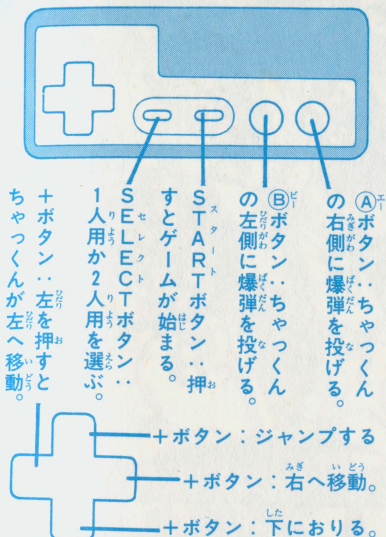 Ⓐボタン：ちゃっくん
の右側に爆弾を投げる。
Ⓑボタン：ちゃっくん
の左側に爆弾を投げる。
STARTボタン：押
すとゲームが始まる。
SELECTボタン：
1人用か2人用を選ぶ。
＋ボタン：左を押すと
ちゃっくんが左へ移動。
＋ボタン：ジャンプする
＋ボタン：右へ移動。
＋ボタン：下におりる。